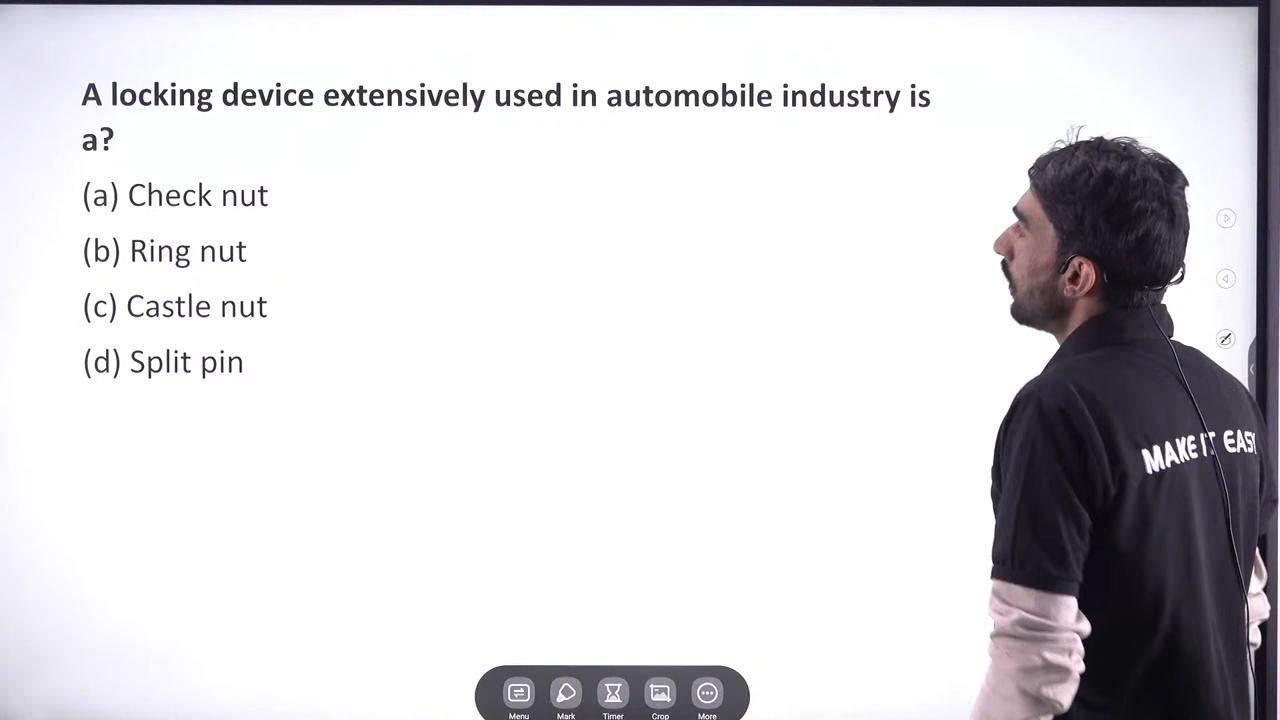 A locking device extensively used in automobile industry is
a?
(a) Check nut
(b) Ring nut
(c) Castle nut
(d) Split pin
MAKE IT EASY
Menu Mark Timer Crop More